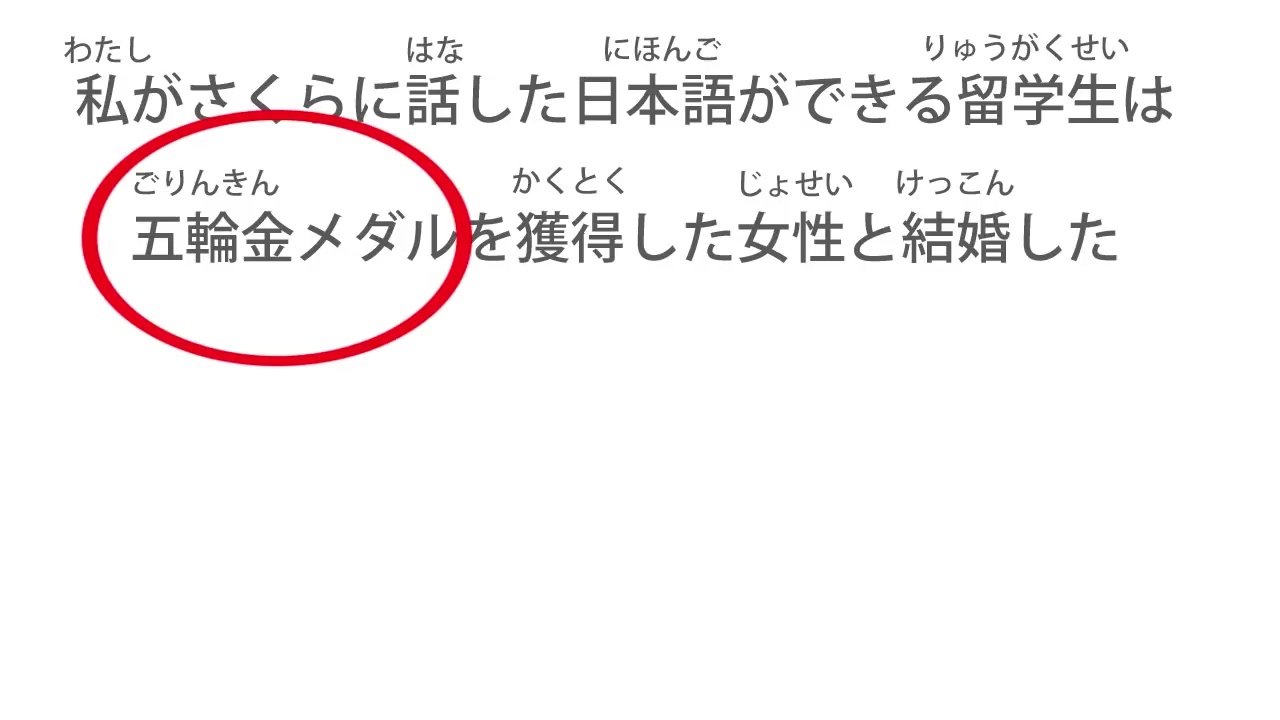 わたし はな にほんご りゅうがくせい
私がさくらに話した日本語ができる留学生は
ごりんきん かくとく じょせい けっこん
五輪金メダルを獲得した女性と結婚した